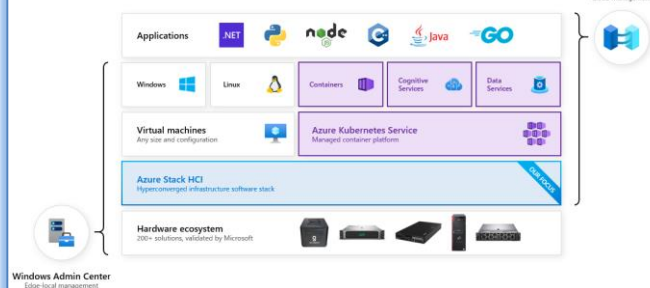 Applications
.NET
node
JS
Java
GO
Windows
Linux
Containers
Cognitive
Services
Data
Services
Virtual machines
Any size and configuration
Azure Kubernetes Service
Managed container platform
Azure Stack HCI
Hyperconverged infrastructure software stack
OUR FOCUS
Hardware ecosystem
200+ solutions, validated by Microsoft
Windows Admin Center
Edge-local management